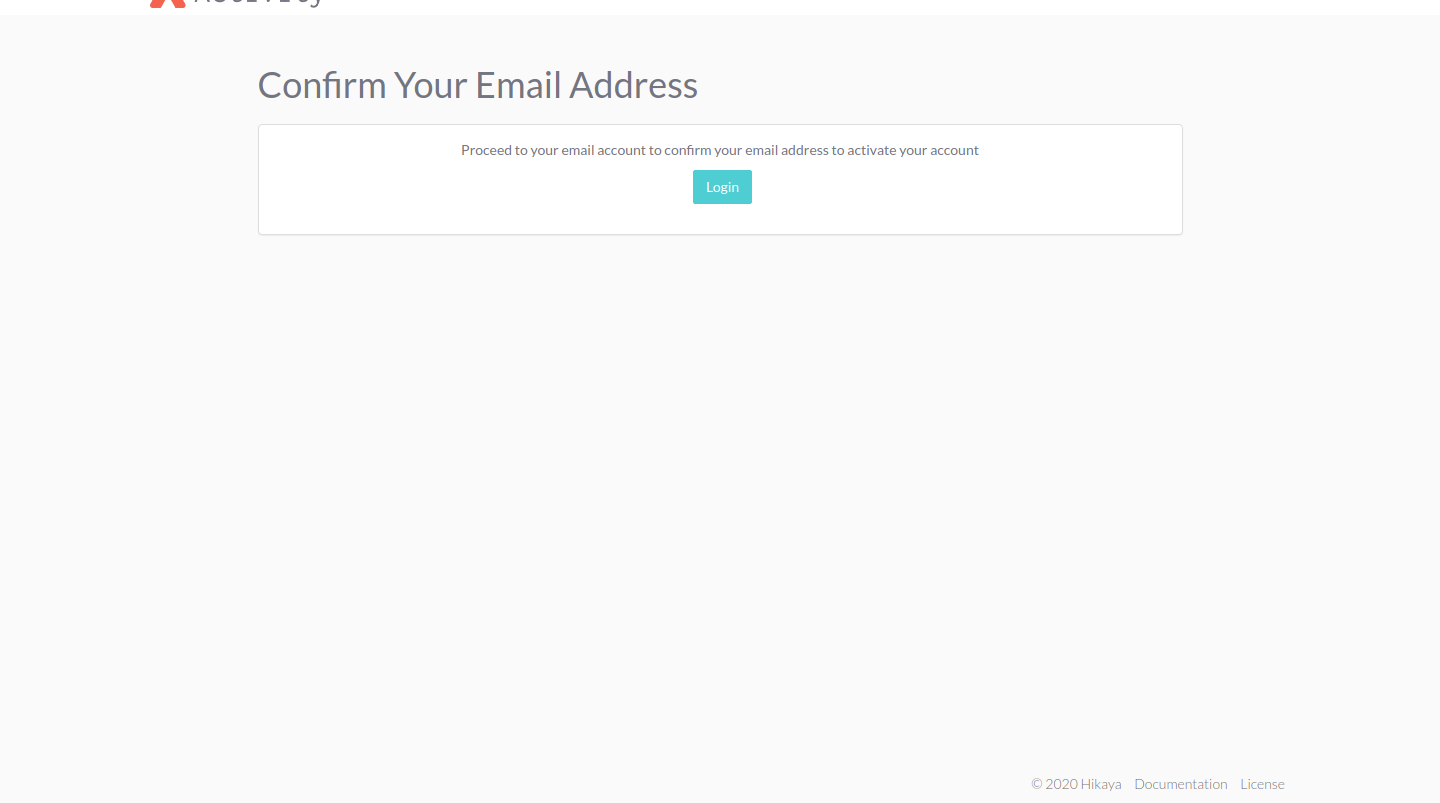 Confirm Your Email Address
Proceed to your email account to confirm your email address to activate your account
Login
© 2020 Hikaya Documentation License